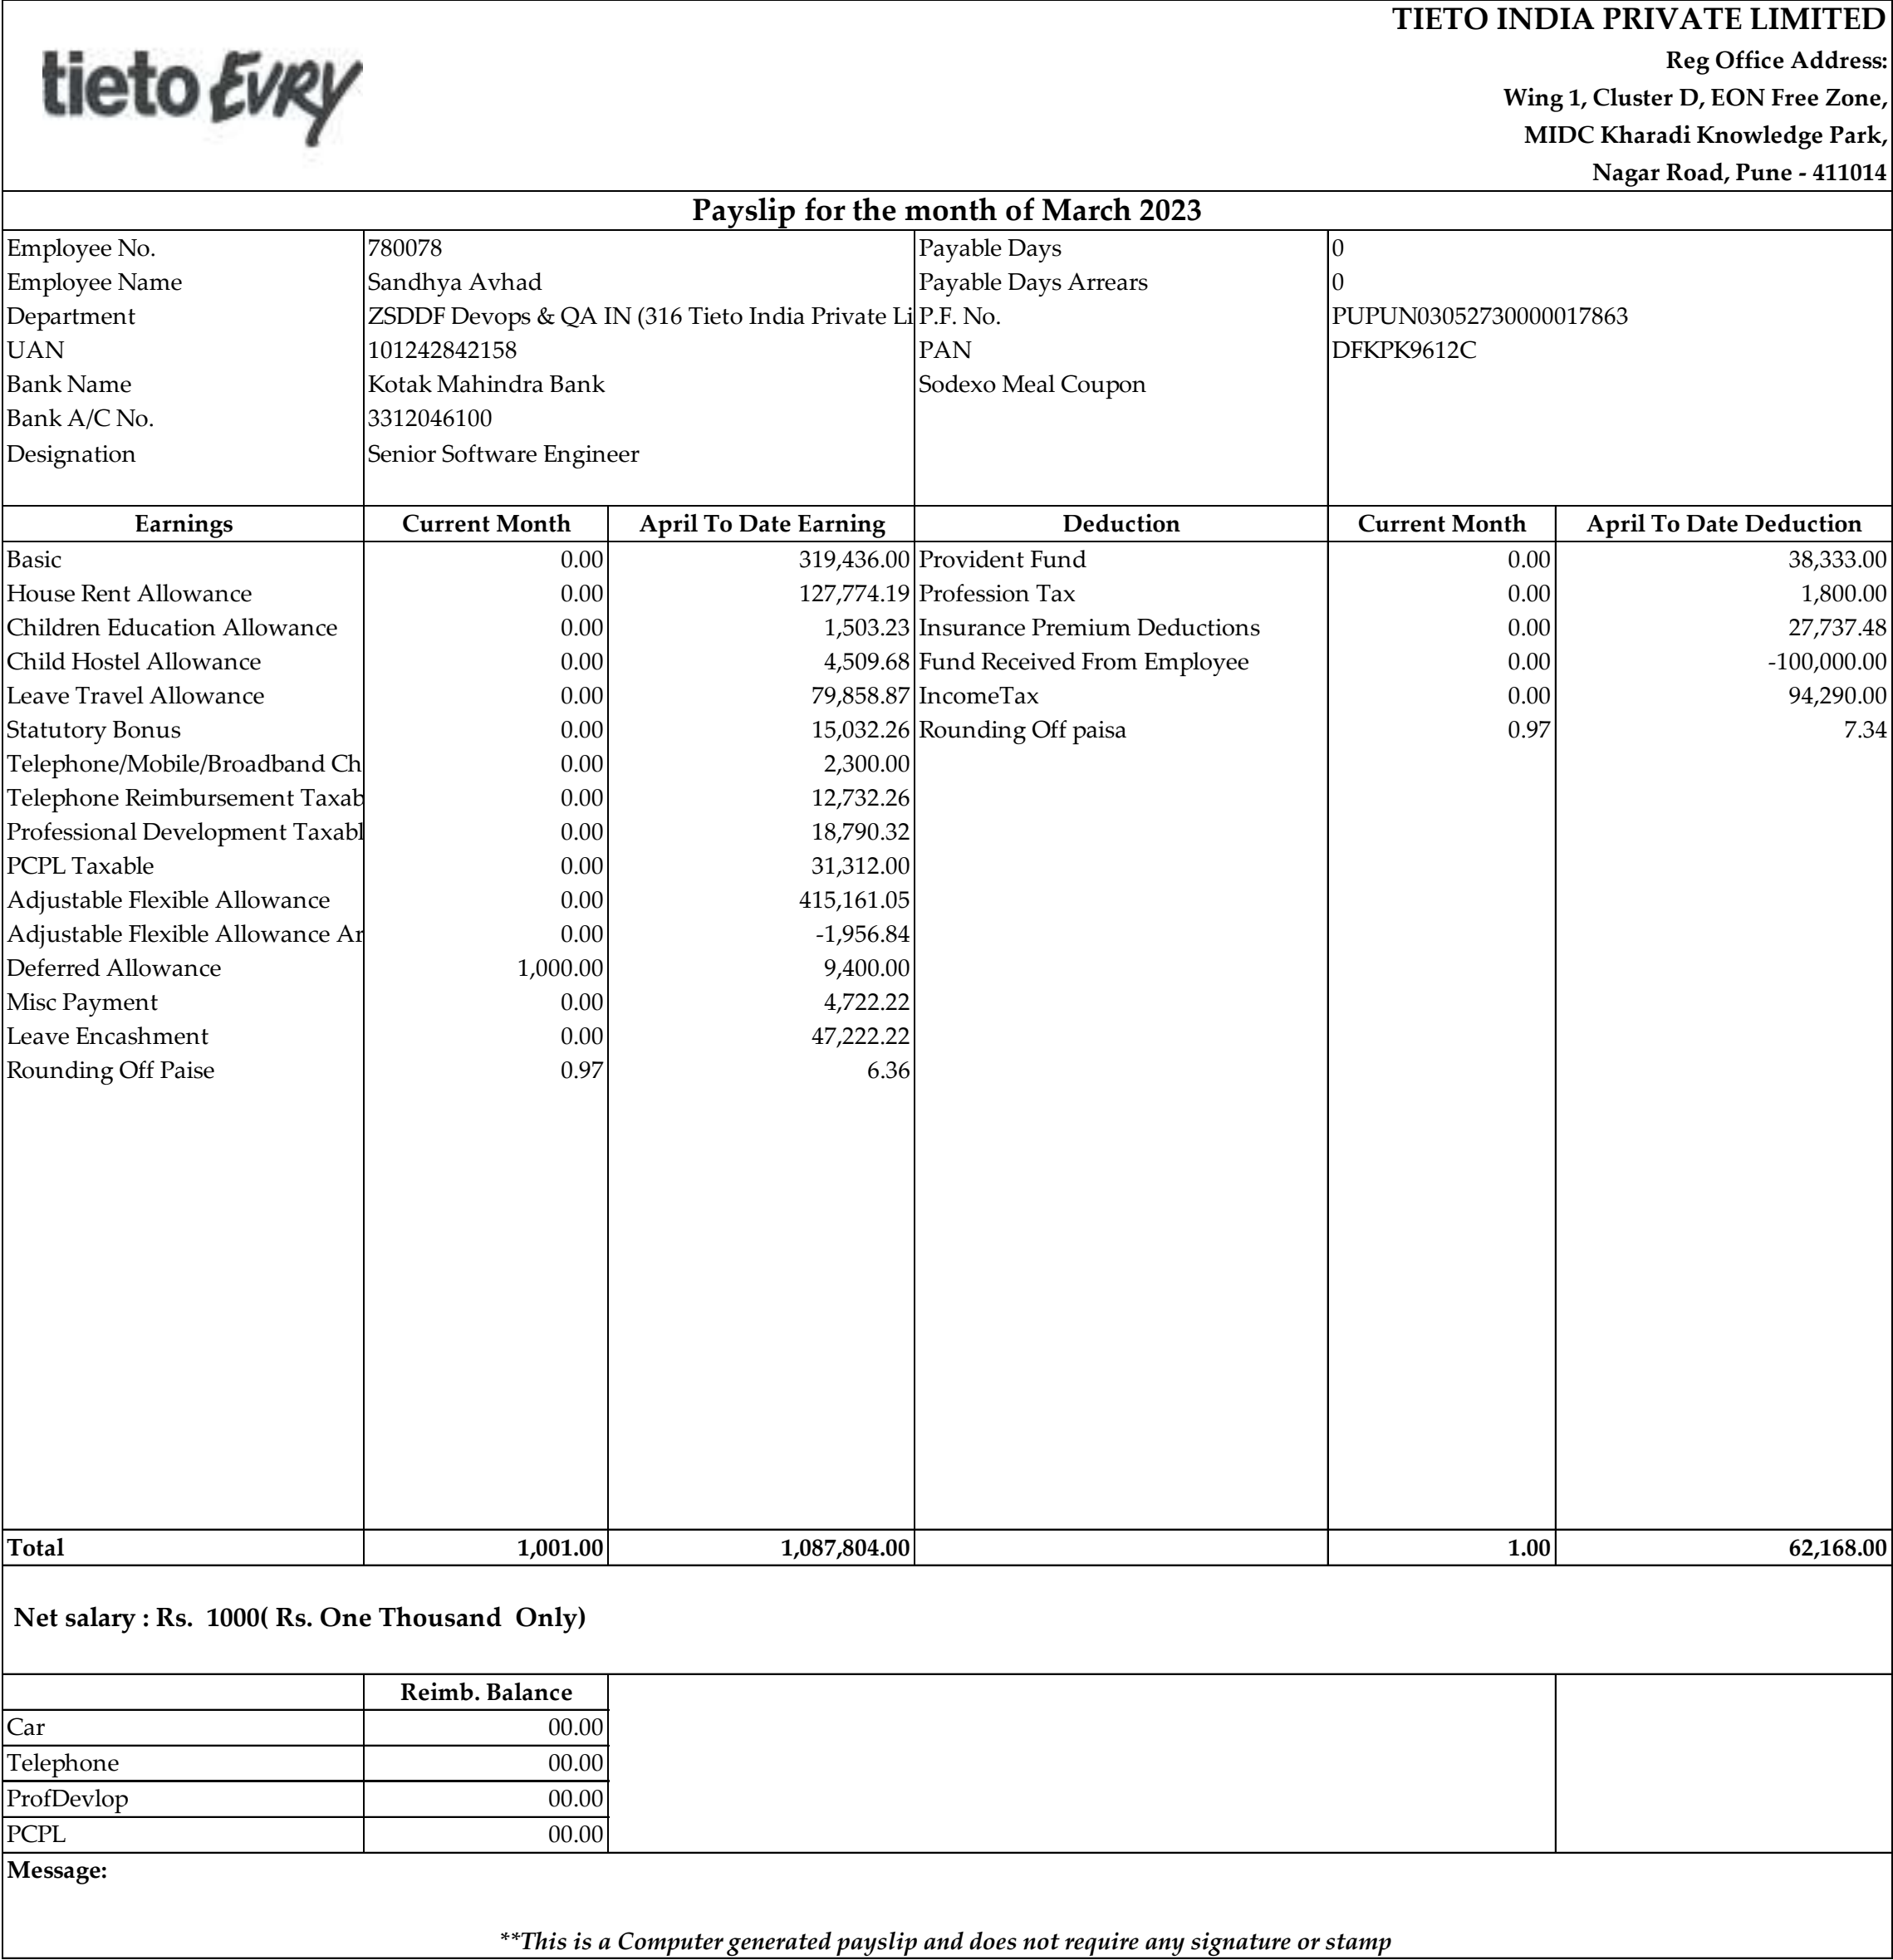 tieto Evry
TIETO INDIA PRIVATE LIMITED
Reg Office Address:
Wing 1, Cluster D, EON Free Zone,
MIDC Kharadi Knowledge Park,
Nagar Road, Pune - 411014
Payslip for the month of March 2023
Employee No. 780078 Payable Days 0
Employee Name Sandhya Avhad Payable Days Arrears 0
Department ZSDDF Devops & QA IN (316 Tieto India Private Li P.F. No. PUPUN03052730000017863
UAN 101242842158 PAN DFKPK9612C
Bank Name Kotak Mahindra Bank Sodexo Meal Coupon
Bank A/C No. 3312046100
Designation Senior Software Engineer
Earnings Current Month April To Date Earning Deduction Current Month April To Date Deduction
Basic 0.00 319,436.00 Provident Fund 0.00 38,333.00
House Rent Allowance 0.00 127,774.19 Profession Tax 0.00 1,800.00
Children Education Allowance 0.00 1,503.23 Insurance Premium Deductions 0.00 27,737.48
Child Hostel Allowance 0.00 4,509.68 Fund Received From Employee 0.00 -100,000.00
Leave Travel Allowance 0.00 79,858.87 IncomeTax 0.00 94,290.00
Statutory Bonus 0.00 15,032.26 Rounding Off paisa 0.97 7.34
Telephone/Mobile/Broadband Ch 0.00 2,300.00
Telephone Reimbursement Taxab 0.00 12,732.26
Professional Development Taxabl 0.00 18,790.32
PCPL Taxable 0.00 31,312.00
Adjustable Flexible Allowance 0.00 415,161.05
Adjustable Flexible Allowance Ar 0.00 -1,956.84
Deferred Allowance 1,000.00 9,400.00
Misc Payment 0.00 4,722.22
Leave Encashment 0.00 47,222.22
Rounding Off Paise 0.97 6.36
Total 1,001.00 1,087,804.00 1.00 62,168.00
Net salary : Rs. 1000( Rs. One Thousand Only)
Reimb. Balance
Car 00.00
Telephone 00.00
ProfDevlop 00.00
PCPL 00.00
Message:
**This is a Computer generated payslip and does not require any signature or stamp